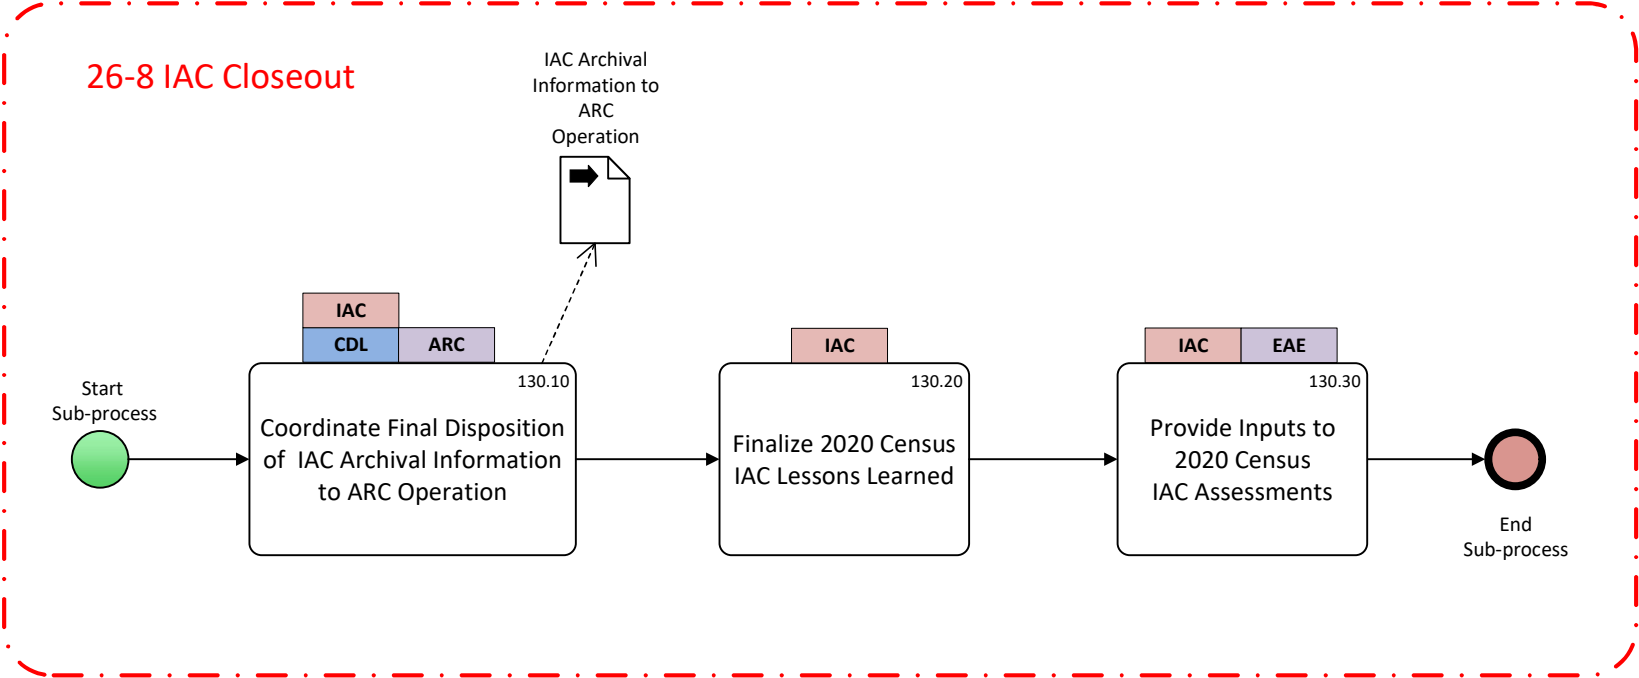 26-8 IAC Closeout
IAC Archival
Information to
ARC
Operation
IAC
CDL
ARC
IAC
IAC
EAE
Start
Sub-process
130.10
Coordinate Final Disposition
of IAC Archival Information
to ARC Operation
130.20
Finalize 2020 Census
IAC Lessons Learned
130.30
Provide Inputs to
2020 Census
IAC Assessments
End
Sub-process